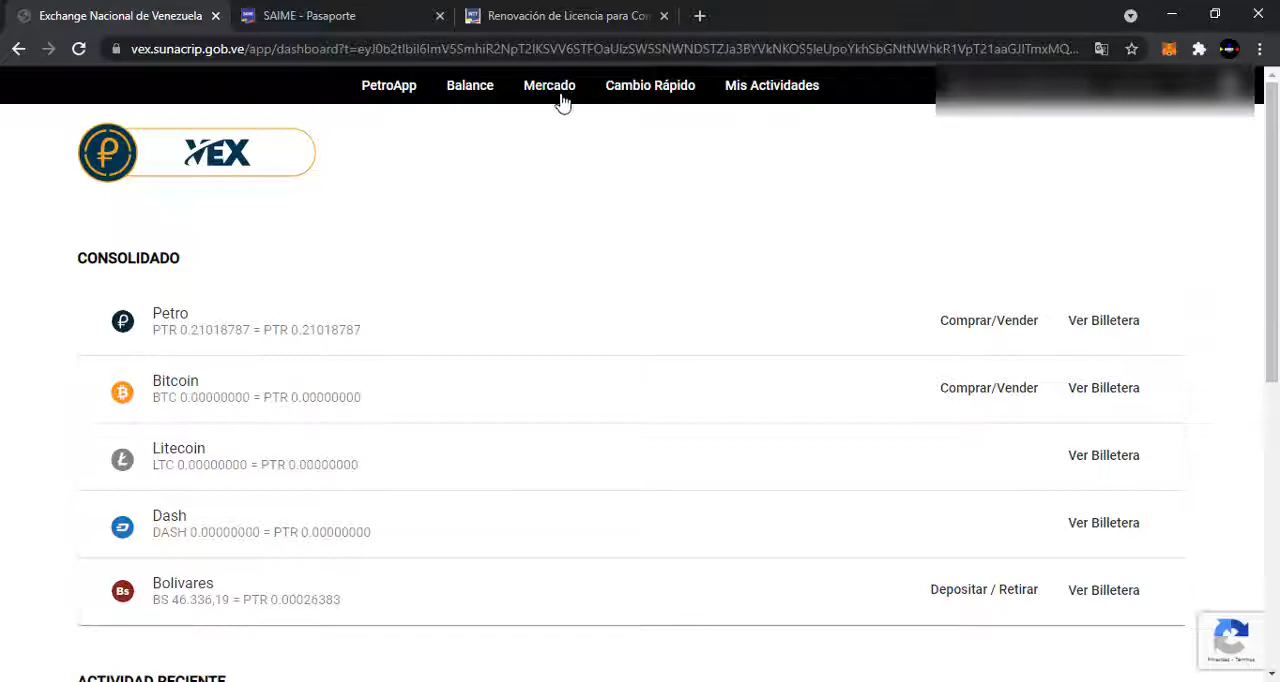 Exchange Nacional de Venezuela
SAIME - Pasaporte
Renovación de Licencia para Con
vex.sunacrip.gob.ve/app/dashboard?t=
PetroApp Balance Mercado Cambio Rápido Mis Actividades
VEX
CONSOLIDADO
Petro
PTR 0.21018787 = PTR 0.21018787
Comprar/Vender Ver Billetera
Bitcoin
BTC 0.00000000 = PTR 0.00000000
Comprar/Vender Ver Billetera
Litecoin
LTC 0.00000000 = PTR 0.00000000
Ver Billetera
Dash
DASH 0.00000000 = PTR 0.00000000
Ver Billetera
Bs
Bolivares
BS 46.336,19 = PTR 0.00026383
Depositar / Retirar Ver Billetera
ACTIVIDAD RECIENTE